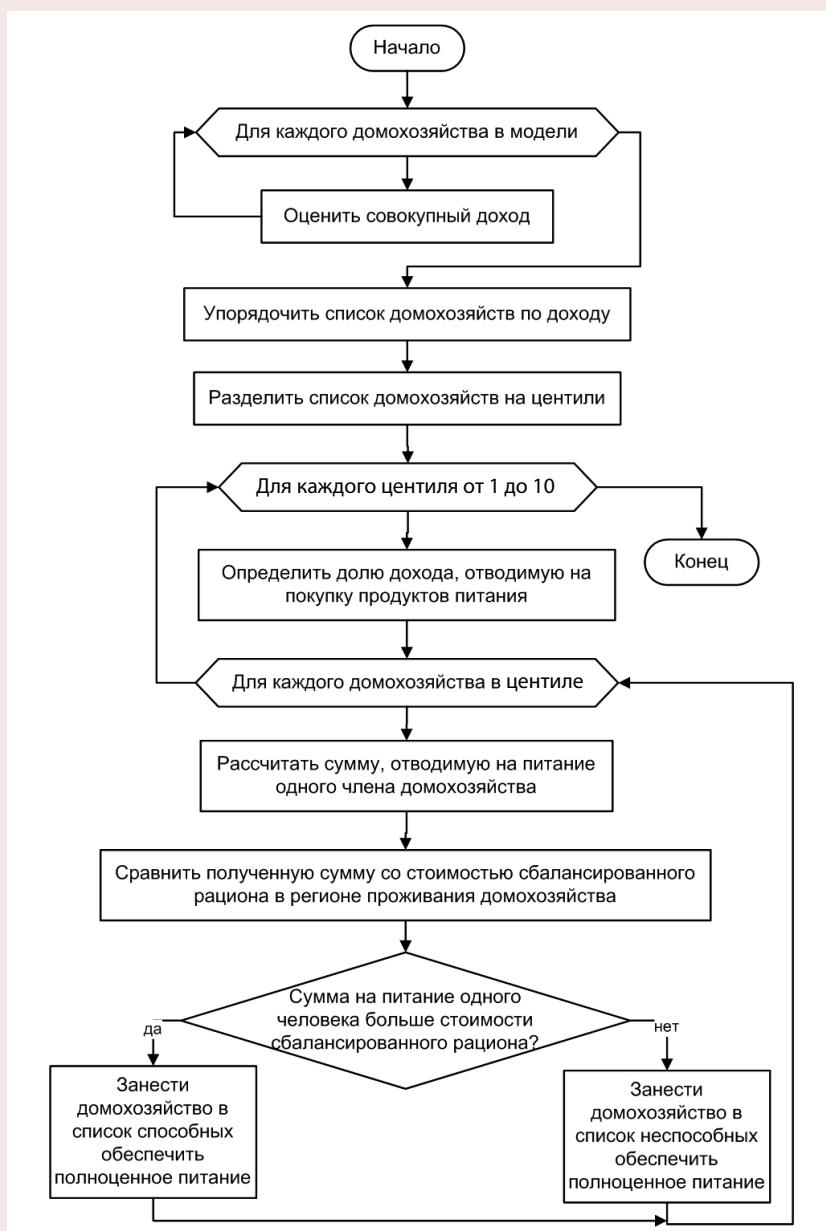 Начало
Для каждого домохозяйства в модели
Оценить совокупный доход
Упорядочить список домохозяйств по доходу
Разделить список домохозяйств на центили
Для каждого центиля от 1 до 10
Конец
Определить долю дохода, отводимую на
покупку продуктов питания
Для каждого домохозяйства в центиле
Рассчитать сумму, отводимую на питание
одного члена домохозяйства
Сравнить полученную сумму со стоимостью сбалансированного
рациона в регионе проживания домохозяйства
Сумма на питание одного
человека больше стоимости
сбалансированного рациона?
да
нет
Занести
домохозяйство в
список способных
обеспечить
полноценное питание
Занести
домохозяйство в
список неспособных
обеспечить
полноценное питание